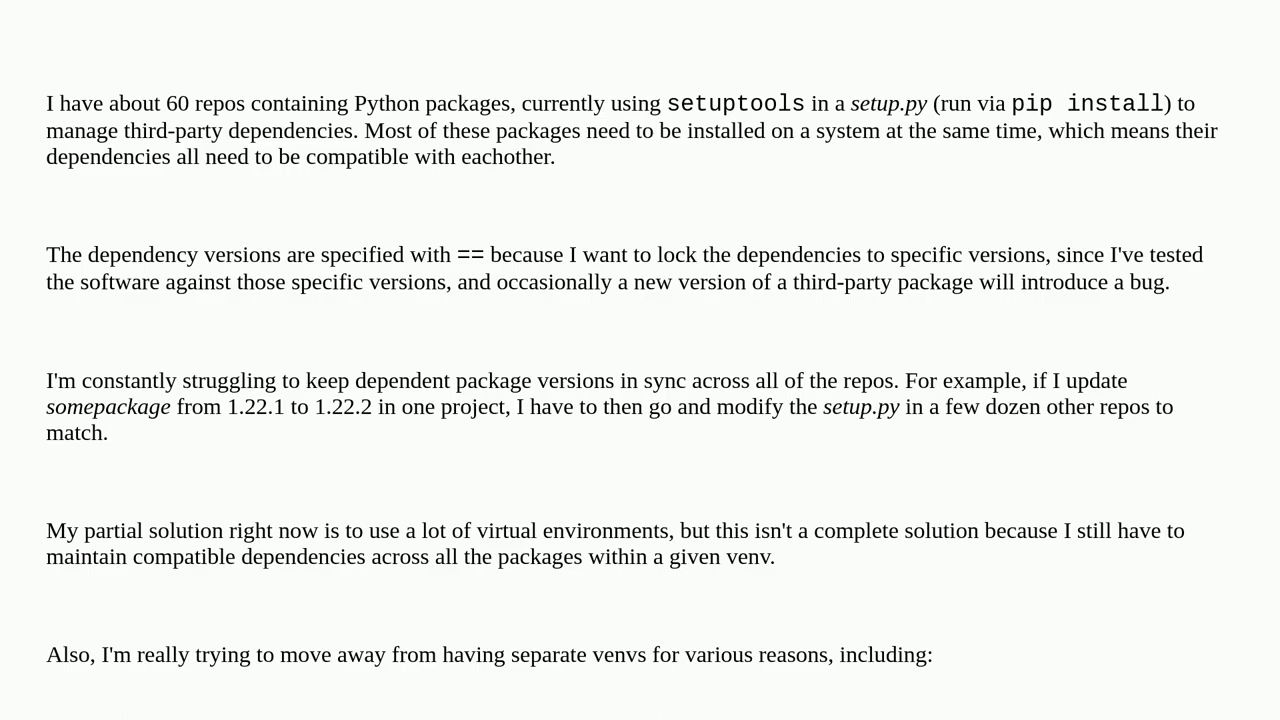 I have about 60 repos containing Python packages, currently using setuptools in a setup.py (run via pip install) to
manage third-party dependencies. Most of these packages need to be installed on a system at the same time, which means their
dependencies all need to be compatible with eachother.
The dependency versions are specified with == because I want to lock the dependencies to specific versions, since I've tested
the software against those specific versions, and occasionally a new version of a third-party package will introduce a bug.
I'm constantly struggling to keep dependent package versions in sync across all of the repos. For example, if I update
somepackage from 1.22.1 to 1.22.2 in one project, I have to then go and modify the setup.py in a few dozen other repos to
match.
My partial solution right now is to use a lot of virtual environments, but this isn't a complete solution because I still have to
maintain compatible dependencies across all the packages within a given venv.
Also, I'm really trying to move away from having separate venvs for various reasons, including: